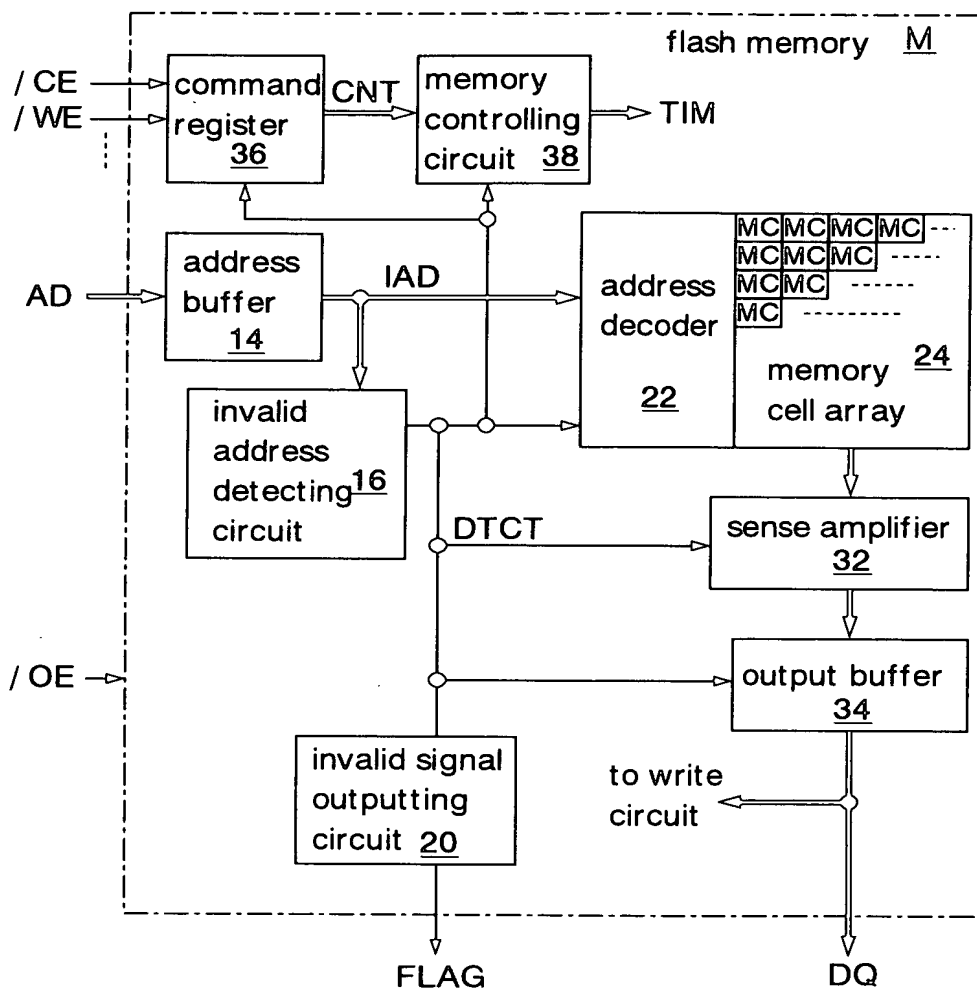 flash memory M
/ CE
/ WE
command
register
36
CNT
memory
controlling
circuit 38
TIM
AD
address
buffer
14
IAD
address
decoder
22
MC MC MC MC
MC MC MC
MC MC
MC
24
memory
cell array
invalid
address
detecting
circuit
16
DTCT
sense amplifier
32
/ OE
output buffer
34
invalid signal
outputting
circuit 20
to write
circuit
FLAG
DQ